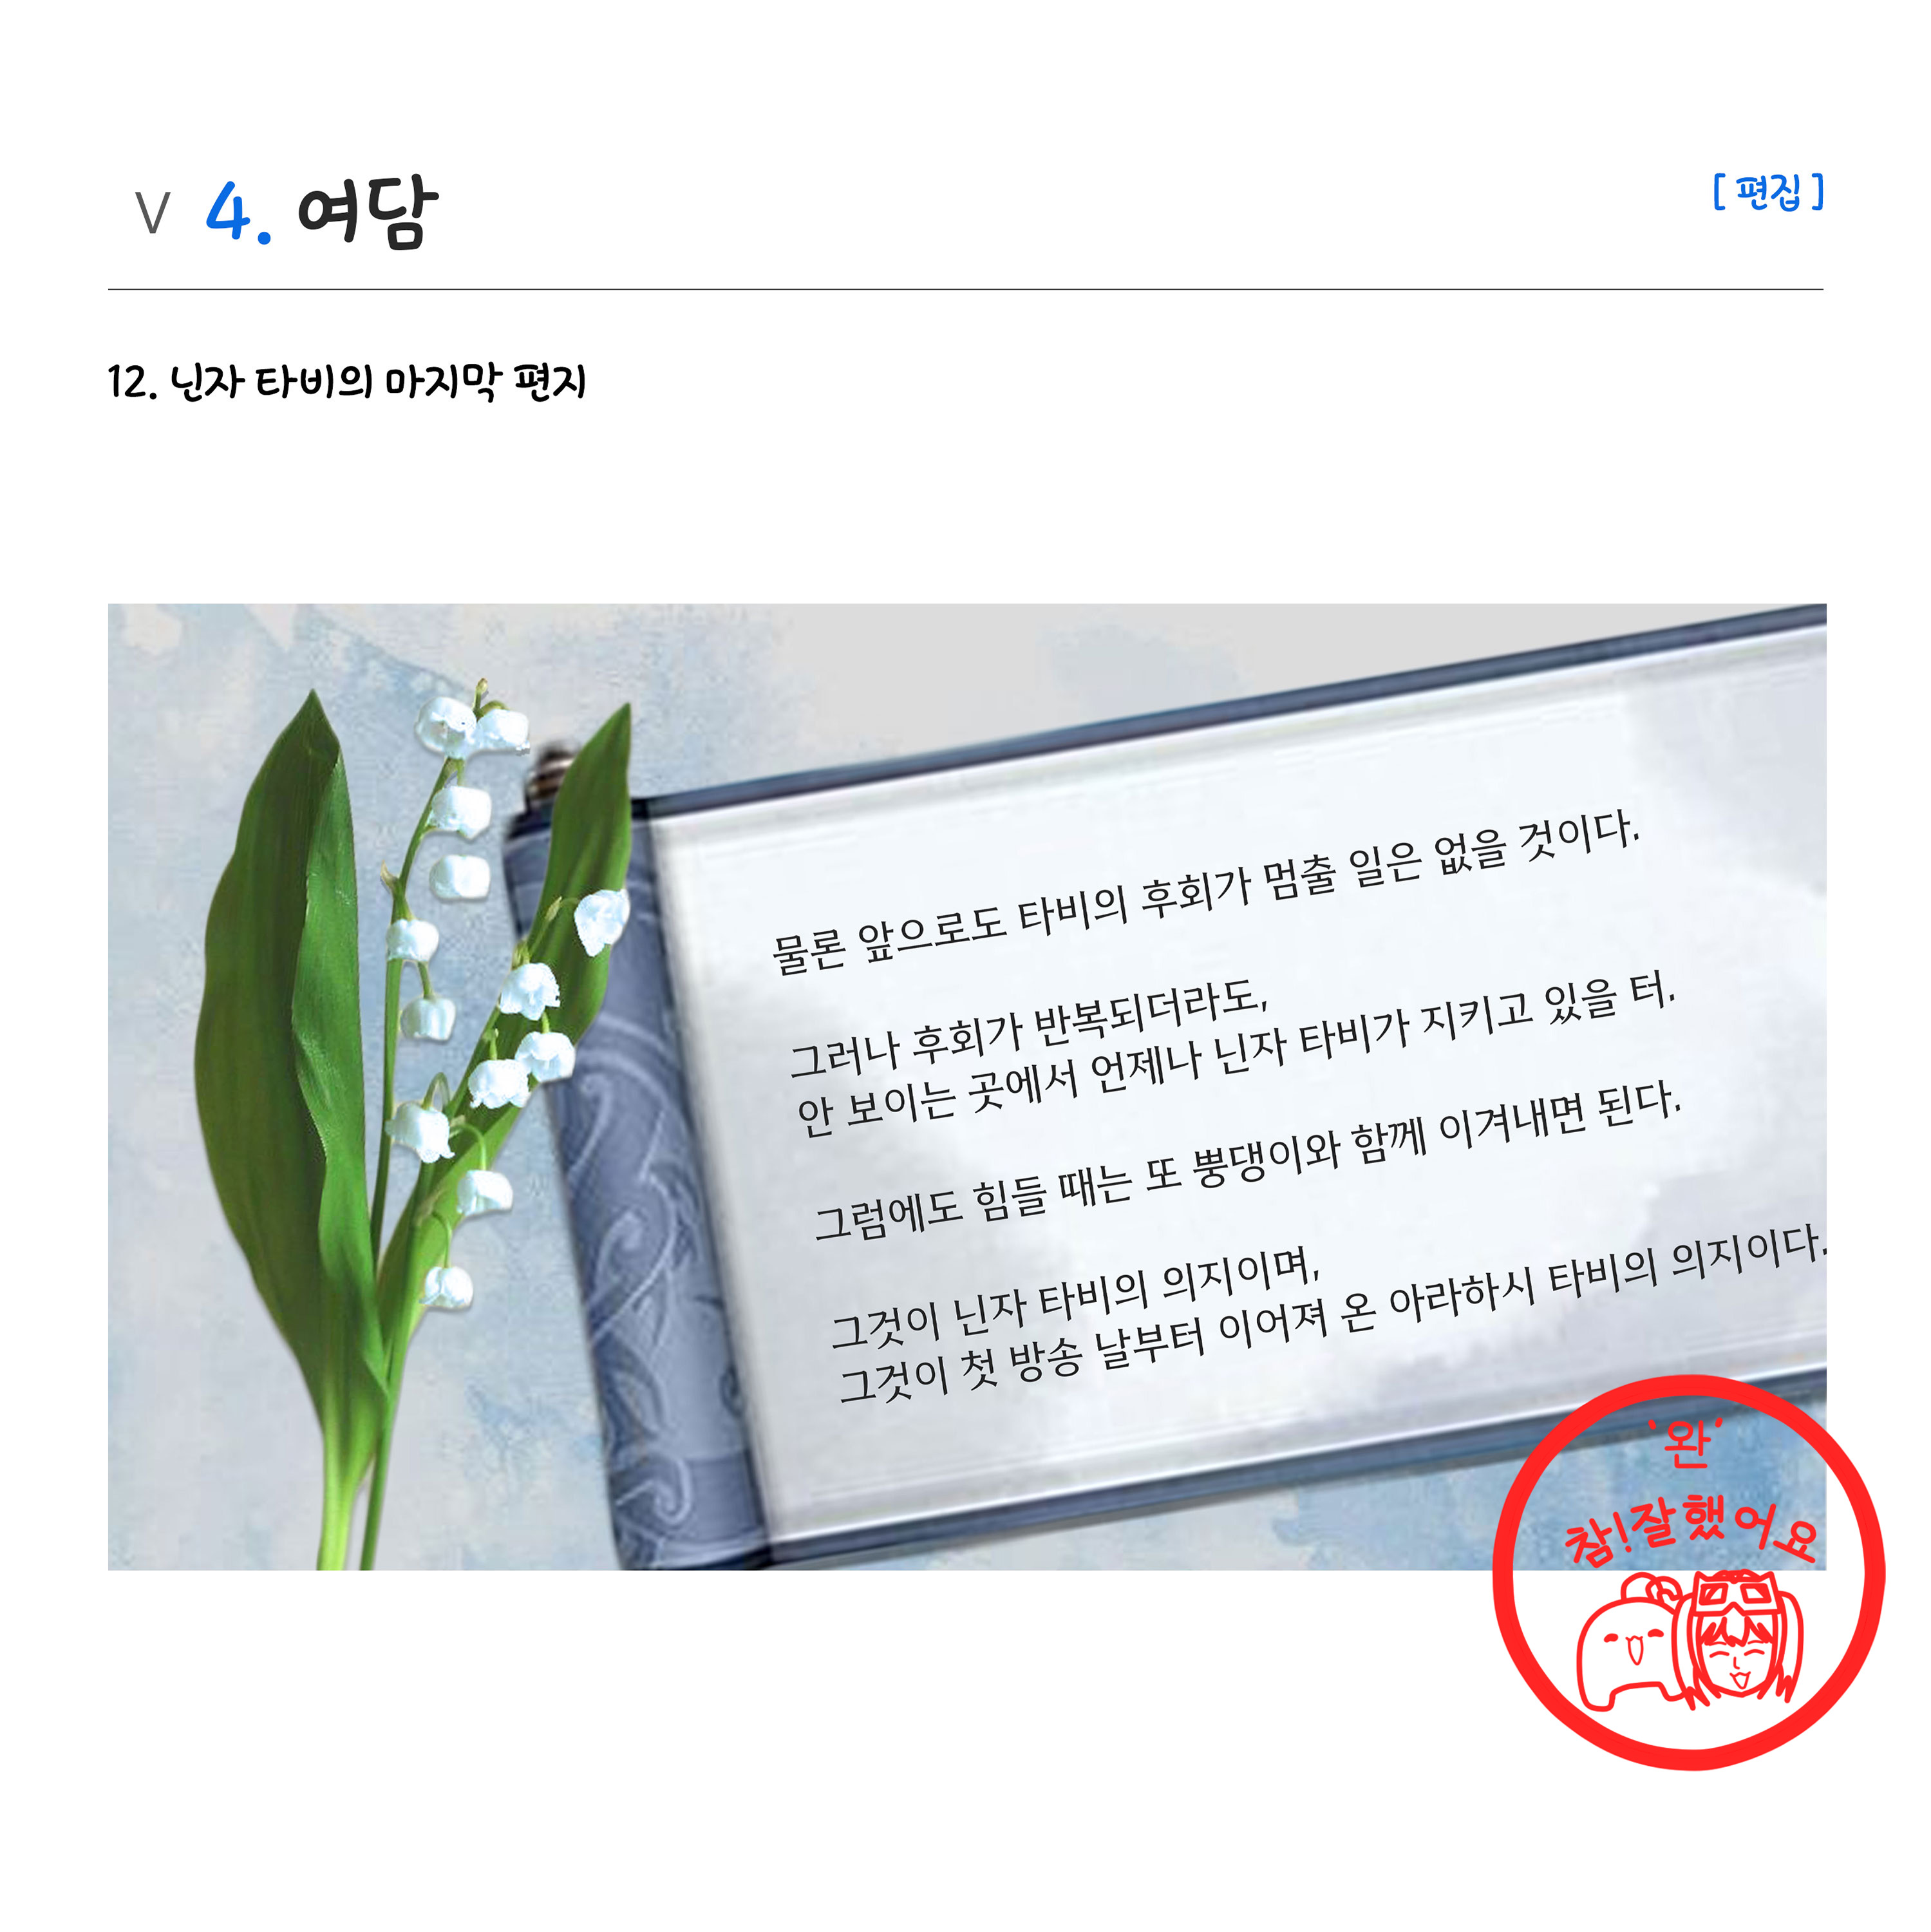 V 4. 여담
[ 편집 ]
12. 닌자 타비의 마지막 편지
물론 앞으로도 타비의 후회가 멈출 일은 없을 것이다.
그러나 후회가 반복되더라도,
안 보이는 곳에서 언제나 닌자 타비가 지키고 있을 터.
그럼에도 힘들 때는 또 뿡댕이와 함께 이겨내면 된다.
그것이 닌자 타비의 의지이며,
그것이 첫 방송 날부터 이어져 온 아라하시 타비의 의지이다.
'완'
참!잘했어요